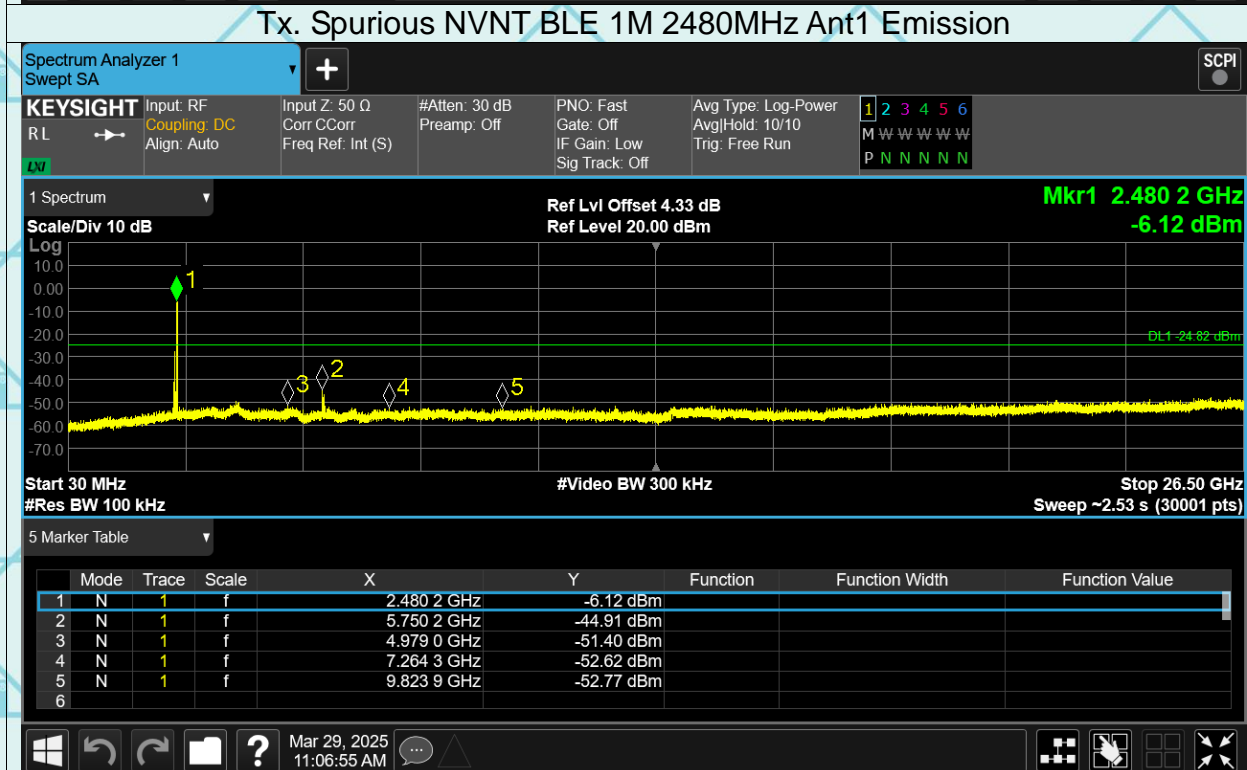 Tx. Spurious NVNT BLE 1M 2480MHz Ant1 Emission
Spectrum Analyzer 1
Swept SA
SCPI
KEYSIGHT
R L
LXI
Input: RF
Coupling: DC
Align: Auto
Input Z: 50 Ω
Corr CCorr
Freq Ref: Int (S)
#Atten: 30 dB
Preamp: Off
PNO: Fast
Gate: Off
IF Gain: Low
Sig Track: Off
Avg Type: Log-Power
Avg|Hold: 10/10
Trig: Free Run
1 2 3 4 5 6
M W W W W W
P N N N N N
1 Spectrum
Ref Lvl Offset 4.33 dB
Mkr1 2.480 2 GHz
Scale/Div 10 dB
Ref Level 20.00 dBm
-6.12 dBm
Log
10.0
0.00
-10.0
-20.0
-30.0
-40.0
-50.0
-60.0
-70.0
1
2
3
4
5
DL1 -24.82 dBm
Start 30 MHz
#Video BW 300 kHz
Stop 26.50 GHz
#Res BW 100 kHz
Sweep ~2.53 s (30001 pts)
5 Marker Table
Mode Trace Scale X Y Function Function Width Function Value
1 N 1 f 2.480 2 GHz -6.12 dBm
2 N 1 f 5.750 2 GHz -44.91 dBm
3 N 1 f 4.979 0 GHz -51.40 dBm
4 N 1 f 7.264 3 GHz -52.62 dBm
5 N 1 f 9.823 9 GHz -52.77 dBm
6
?
Mar 29, 2025
11:06:55 AM